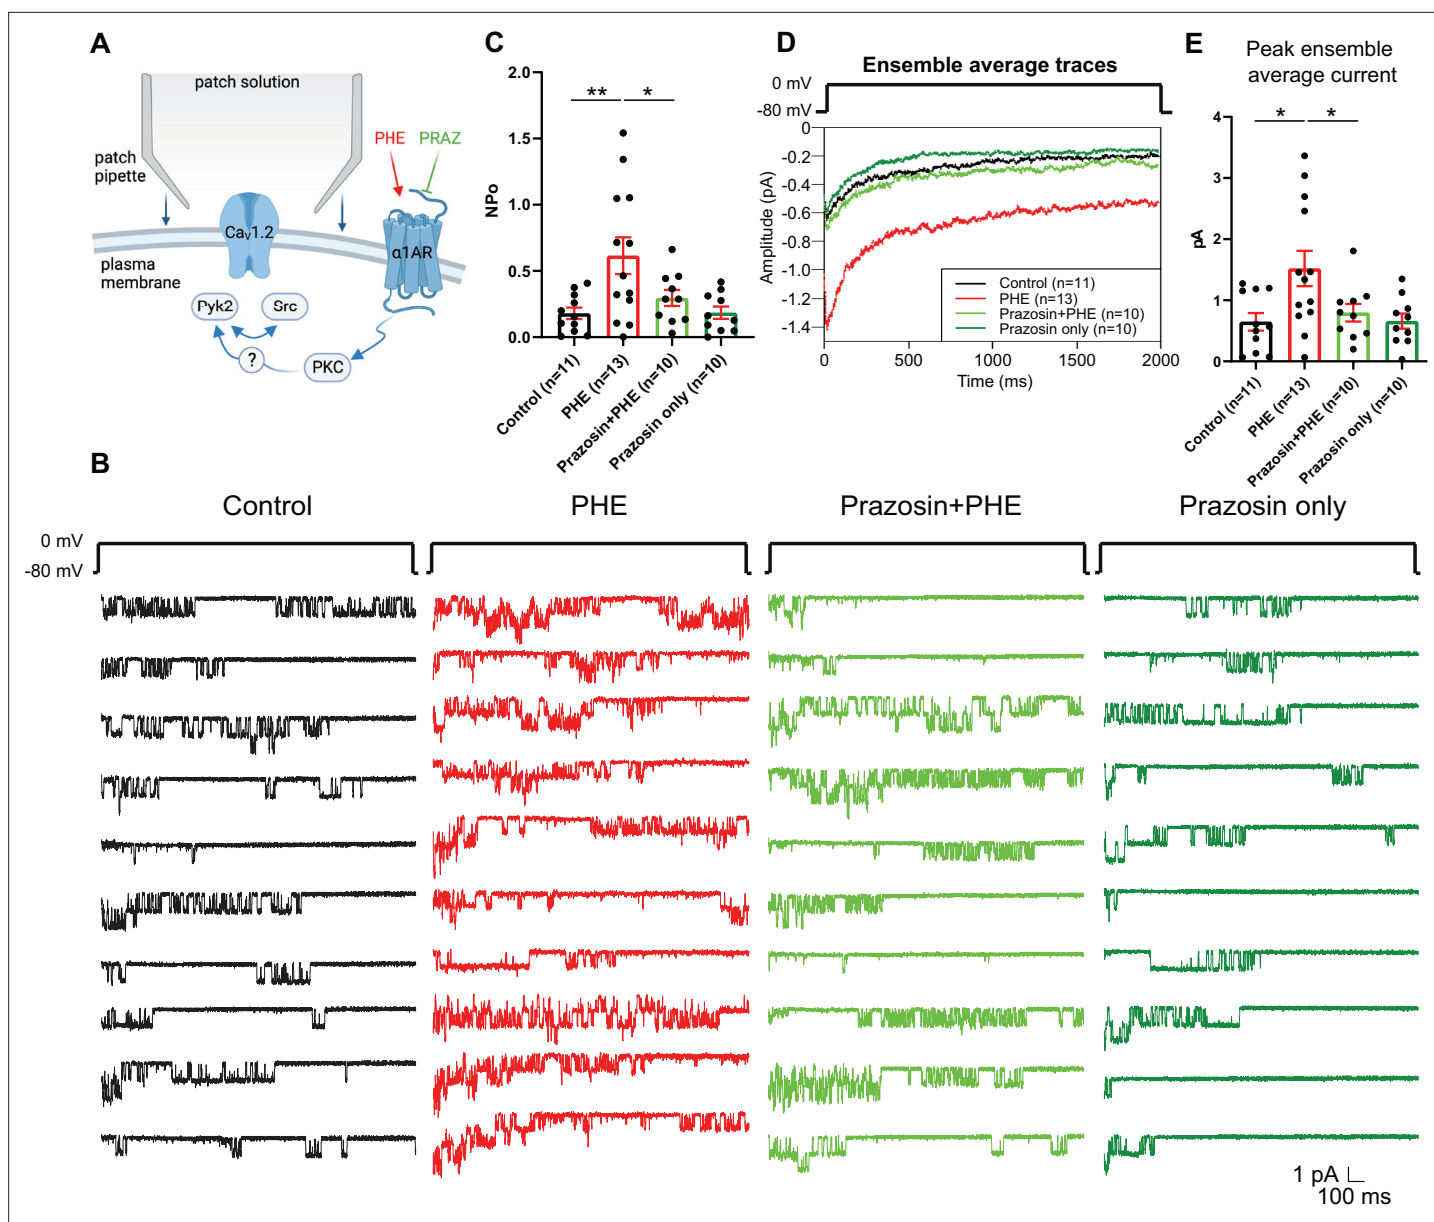 A
patch solution
patch
pipette
PHE
PRAZ
Cav1.2
α1AR
plasma
membrane
Pyk2
Src
?
PKC
C
2.0
1.5
1.0
0.5
0.0
NPo
**
*
Control (n=11)
PHE (n=13)
Prazosin+PHE (n=10)
Prazosin only (n=10)
D
Ensemble average traces
0 mV
-80 mV
0
-0.2
-0.4
-0.6
-0.8
-1.0
-1.2
-1.4
Amplitude (pA)
Control (n=11)
PHE (n=13)
Prazosin+PHE (n=10)
Prazosin only (n=10)
0
500
1000
1500
2000
Time (ms)
E
Peak ensemble
average current
4
3
2
1
0
pA
*
*
Control (n=11)
PHE (n=13)
Prazosin+PHE (n=10)
Prazosin only (n=10)
B
Control
PHE
Prazosin+PHE
Prazosin only
0 mV
-80 mV
1 pA
100 ms